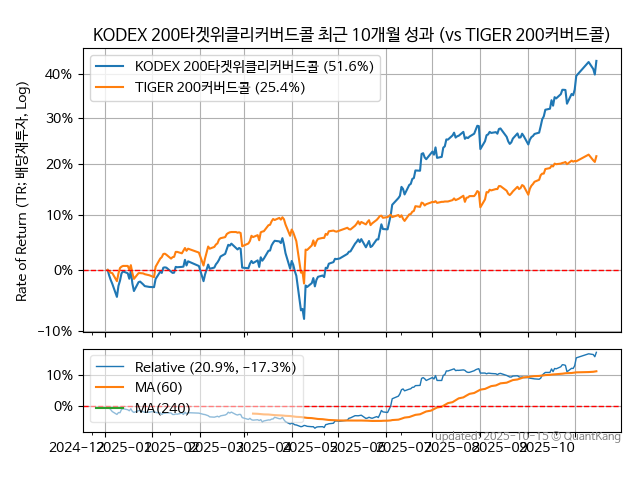 KODEX 200타겟위클리커버드콜 최근 10개월 성과 (vs TIGER 200커버드콜)
Rate of Return (TR: 배당재투자, Log)
40%
30%
20%
10%
0%
−10%
KODEX 200타겟위클리커버드콜 (51.6%)
TIGER 200커버드콜 (25.4%)
10%
0%
Relative (20.9%, −17.3%)
MA(60)
MA(240)
updated: 2025-10-15 © QuantKang
2024-12
2025-01
2025-02
2025-03
2025-04
2025-05
2025-06
2025-07
2025-08
2025-09
2025-10